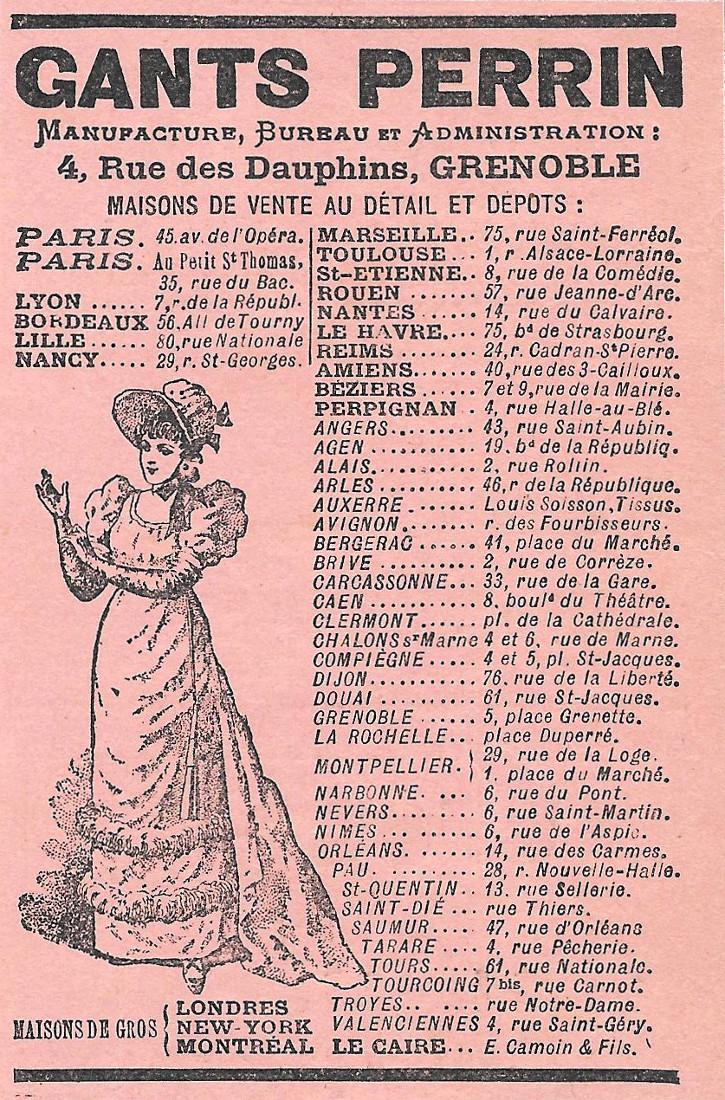 GANTS PERRIN
MANUFACTURE, BUREAU ET ADMINISTRATION :
4, Rue des Dauphins, GRENOBLE
MAISONS DE VENTE AU DÉTAIL ET DEPOTS :
PARIS. 45.av.de l'Opéra.
PARIS. Au Petit St Thomas,
35, rue du Bac.
LYON ...... 7,r.de la Républ.
BORDEAUX 56,All de Tourny
LILLE ..... 80,rue Nationale
NANCY..... 29, r. St-Georges.
MARSEILLE.. 75, rue Saint-Ferréol.
TOULOUSE ... 1, r. Alsace-Lorraine.
St-ETIENNE.. 8, rue de la Comédie.
ROUEN ....... 57, rue Jeanne-d'Arc.
NANTES ...... 14, rue du Calvaire.
LE HAVRE.... 75, bd de Strasbourg.
REIMS ....... 24,r. Cadran-St Pierre.
AMIENS....... 40,rue des 3-Cailloux.
BÉZIERS ..... 7 et 9,rue de la Mairie.
PERPIGNAN . 4, rue Halle-au-Blé.
ANGERS......... 43, rue Saint-Aubin.
AGEN ........... 19. bd de la Républiq.
ALAIS........... 2, rue Rollin.
ARLES .......... 46,r de la République.
AUXERRE ....... Louis Soisson,Tissus.
AVIGNON........ r. des Fourbisseurs.
BERGERAC ...... 41, place du Marché.
BRIVE .......... 2, rue de Corrèze.
CARCASSONNE... 33, rue de la Gare.
CAEN ........... 8, bould du Théâtre.
CLERMONT...... pl. de la Cathédrale.
CHALONS sr Marne 4 et 6, rue de Marne.
COMPIÈGNE ..... 4 et 5, pl. St-Jacques.
DIJON.......... 76, rue de la Liberté.
DOUAI .......... 61, rue St-Jacques.
GRENOBLE ...... 5, place Grenette.
LA ROCHELLE... place Duperré.
MONTPELLIER. 29, rue de la Loge.
1, place du Marché.
NARBONNE. ... 6, rue du Pont.
NEVERS........ 6, rue Saint-Martin.
NIMES ... ...... 6, rue de l'Aspic.
ORLÉANS. ...... 14, rue des Carmes.
PAU. .......... 28, r. Nouvelle-Halle.
St-QUENTIN.. 13. rue Sellerie.
SAINT-DIÉ ... rue Thiers.
SAUMUR..... 47, rue d'Orléans
TARARE .... 4, rue Pêcherie.
TOURS..... 61, rue Nationale.
TOURCOING 7 bis, rue Carnot.
TROYES.. .... rue Notre-Dame.
VALENCIENNES 4, rue Saint-Géry.
LE CAIRE... E. Camoin & Fils.
MAISONS DE GROS
LONDRES
NEW-YORK
MONTRÉAL